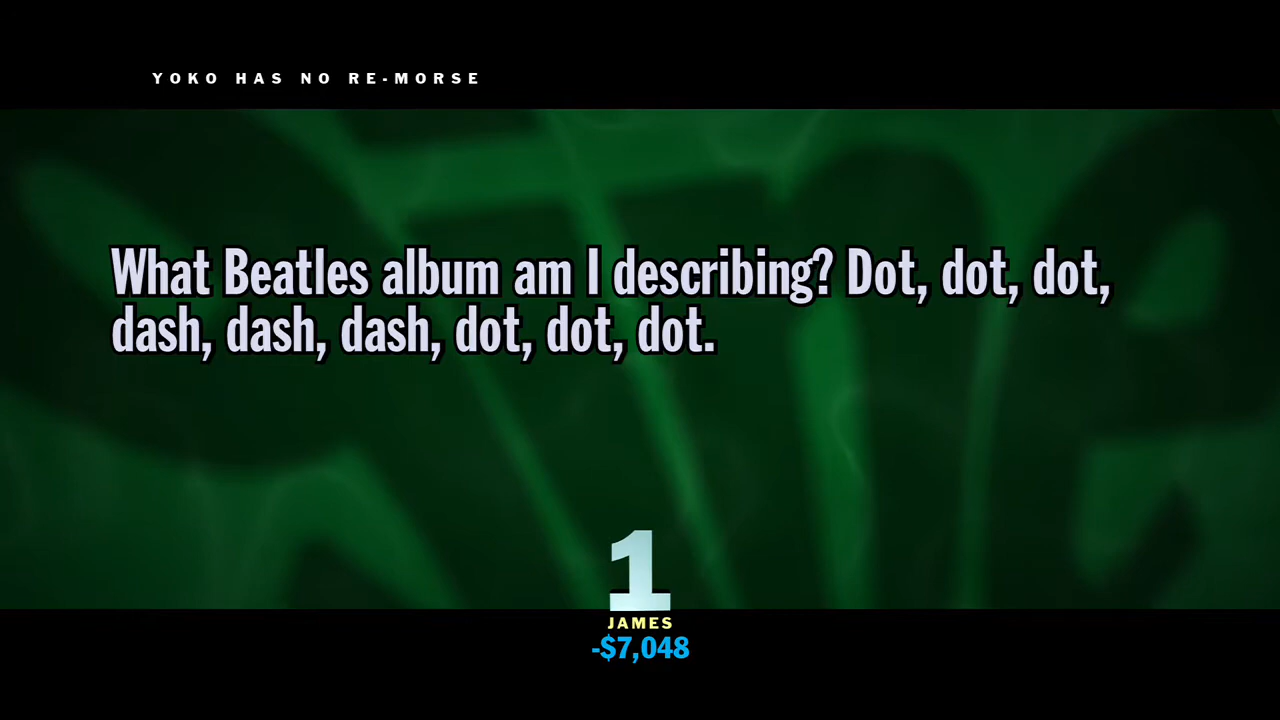 YOKO HAS NO RE-MORSE
What Beatles album am I describing? Dot, dot, dot,
dash, dash, dash, dot, dot, dot.
1
JAMES
-$7,048